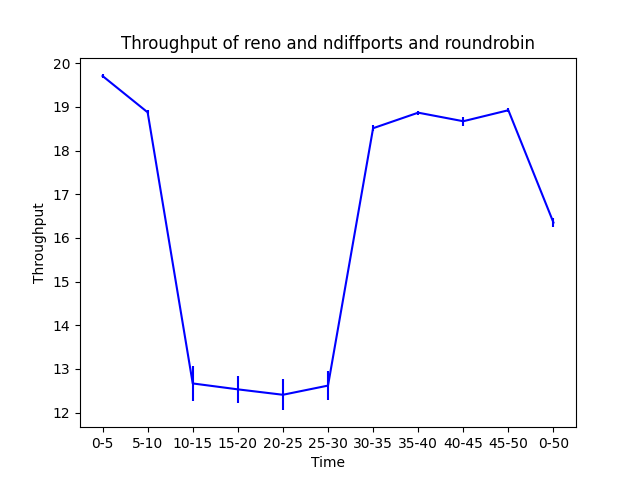 Throughput of reno and ndiffports and roundrobin
20
19
18
17
16
15
14
13
12
Throughput
0-5 5-10 10-15 15-20 20-25 25-30 30-35 35-40 40-45 45-50 0-50
Time